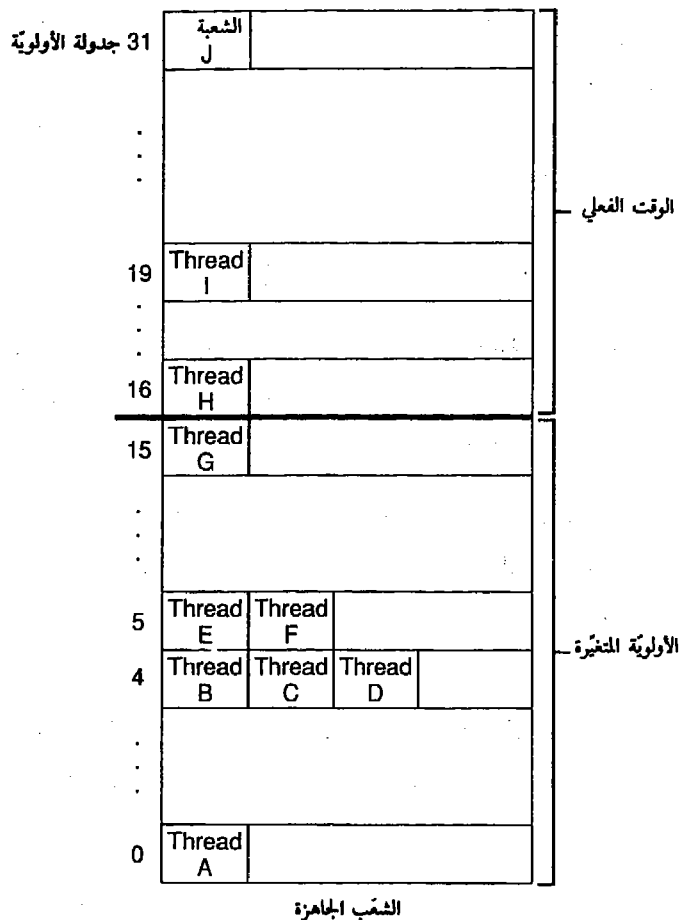 جدولة الأولويّة 31
الشعبة
J
.
.
.
الوقت الفعلي
19
Thread
I
.
.
.
16
Thread
H
15
Thread
G
.
.
.
5
Thread Thread
E F
الأولويّة المتغيّرة
4
Thread Thread Thread
B C D
.
.
.
0
Thread
A
الشعَب الجاهزة